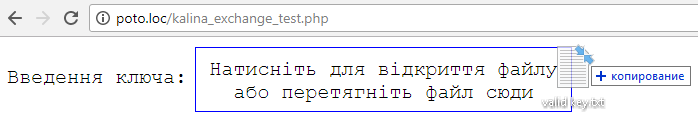 poto.loc/kalina_exchange_test.php
Введення ключа:
Натисніть для відкриття файлу
або перетягніть файл сюди
+ копирование
valid key.txt